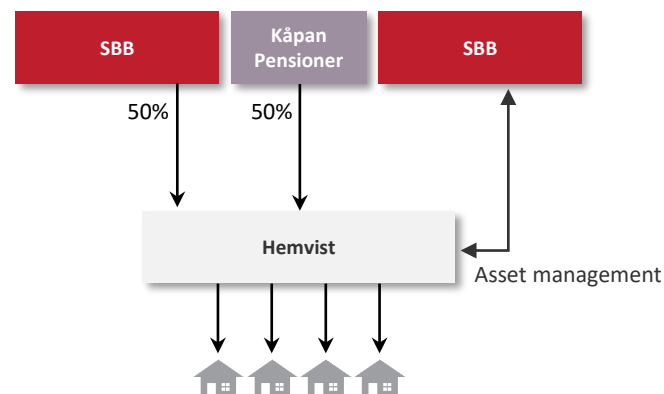 SBB
Kåpan
Pensioner
SBB
50%
50%
Hemvist
Asset management